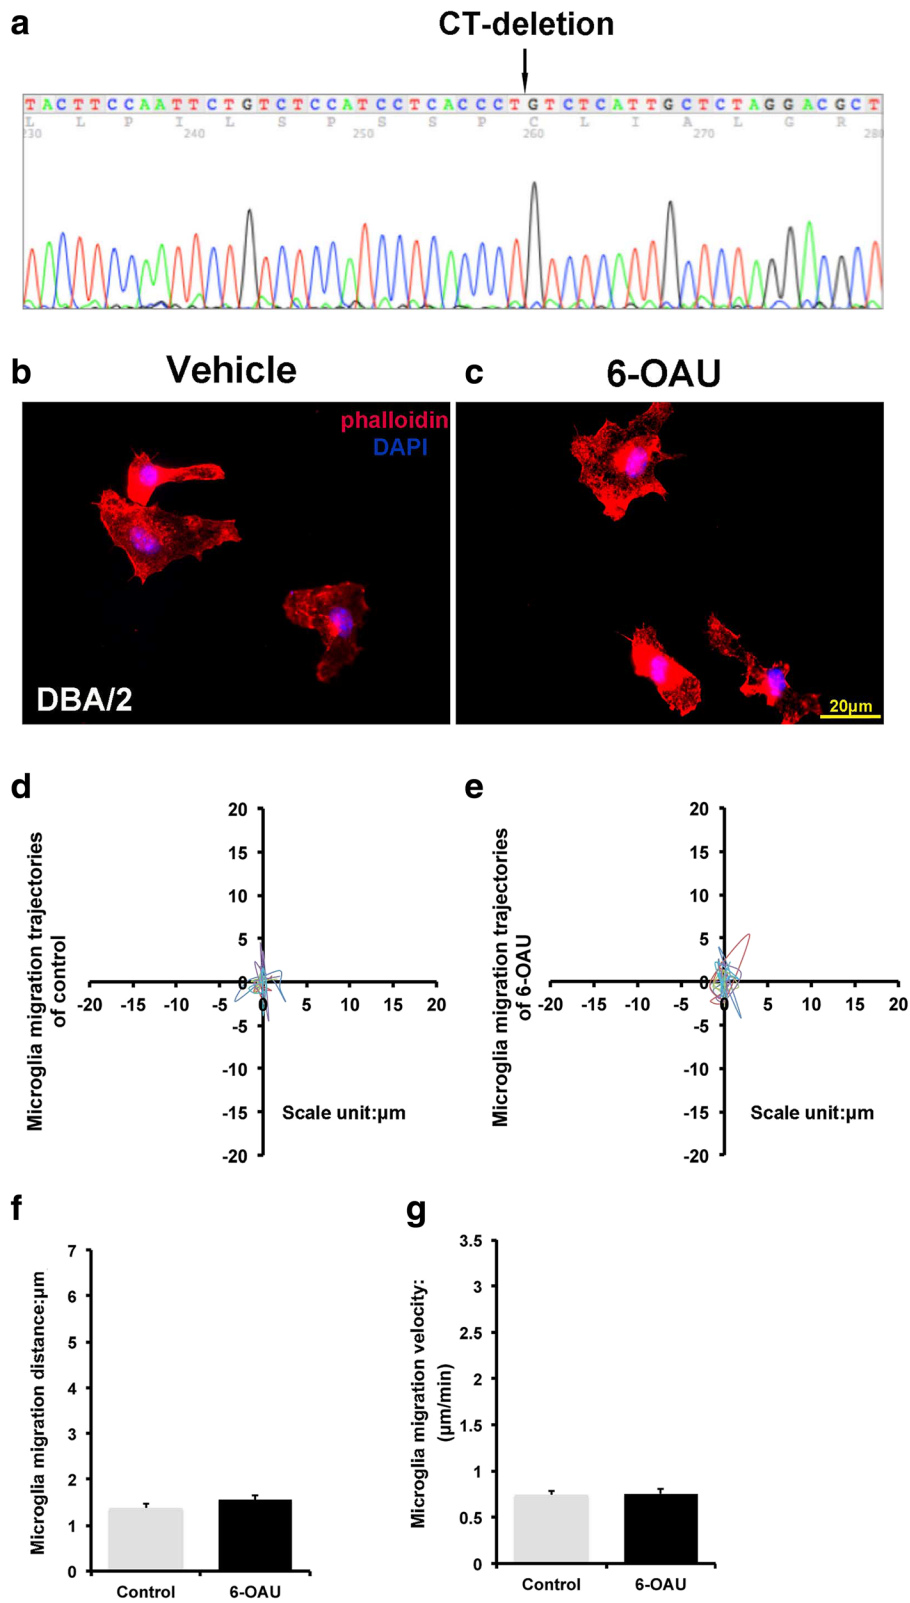 a
CT-deletion
TACTTCCAATTCTGTCTCCATCCTCACCCTGTCTCATTGCTCTAGGACGCT
L L P I L S P S S P C L I A L G R
230 240 250 260 270 280
b Vehicle c 6-OAU
phalloidin
DAPI
DBA/2
20µm
d
Microglia migration trajectories
of control
20
15
10
5
0
-20 -15 -10 -5 0 5 10 15 20
-5
-10
-15
-20
Scale unit:µm
e
Microglia migration trajectories
of 6-OAU
20
15
10
5
0
-20 -15 -10 -5 0 5 10 15 20
-5
-10
-15
-20
Scale unit:µm
f
Microglia migration distance:µm
7
6
5
4
3
2
1
0
Control 6-OAU
g
Microglia migration velocity:
(µm/min)
3.5
3
2.5
2
1.5
1
0.5
0
Control 6-OAU